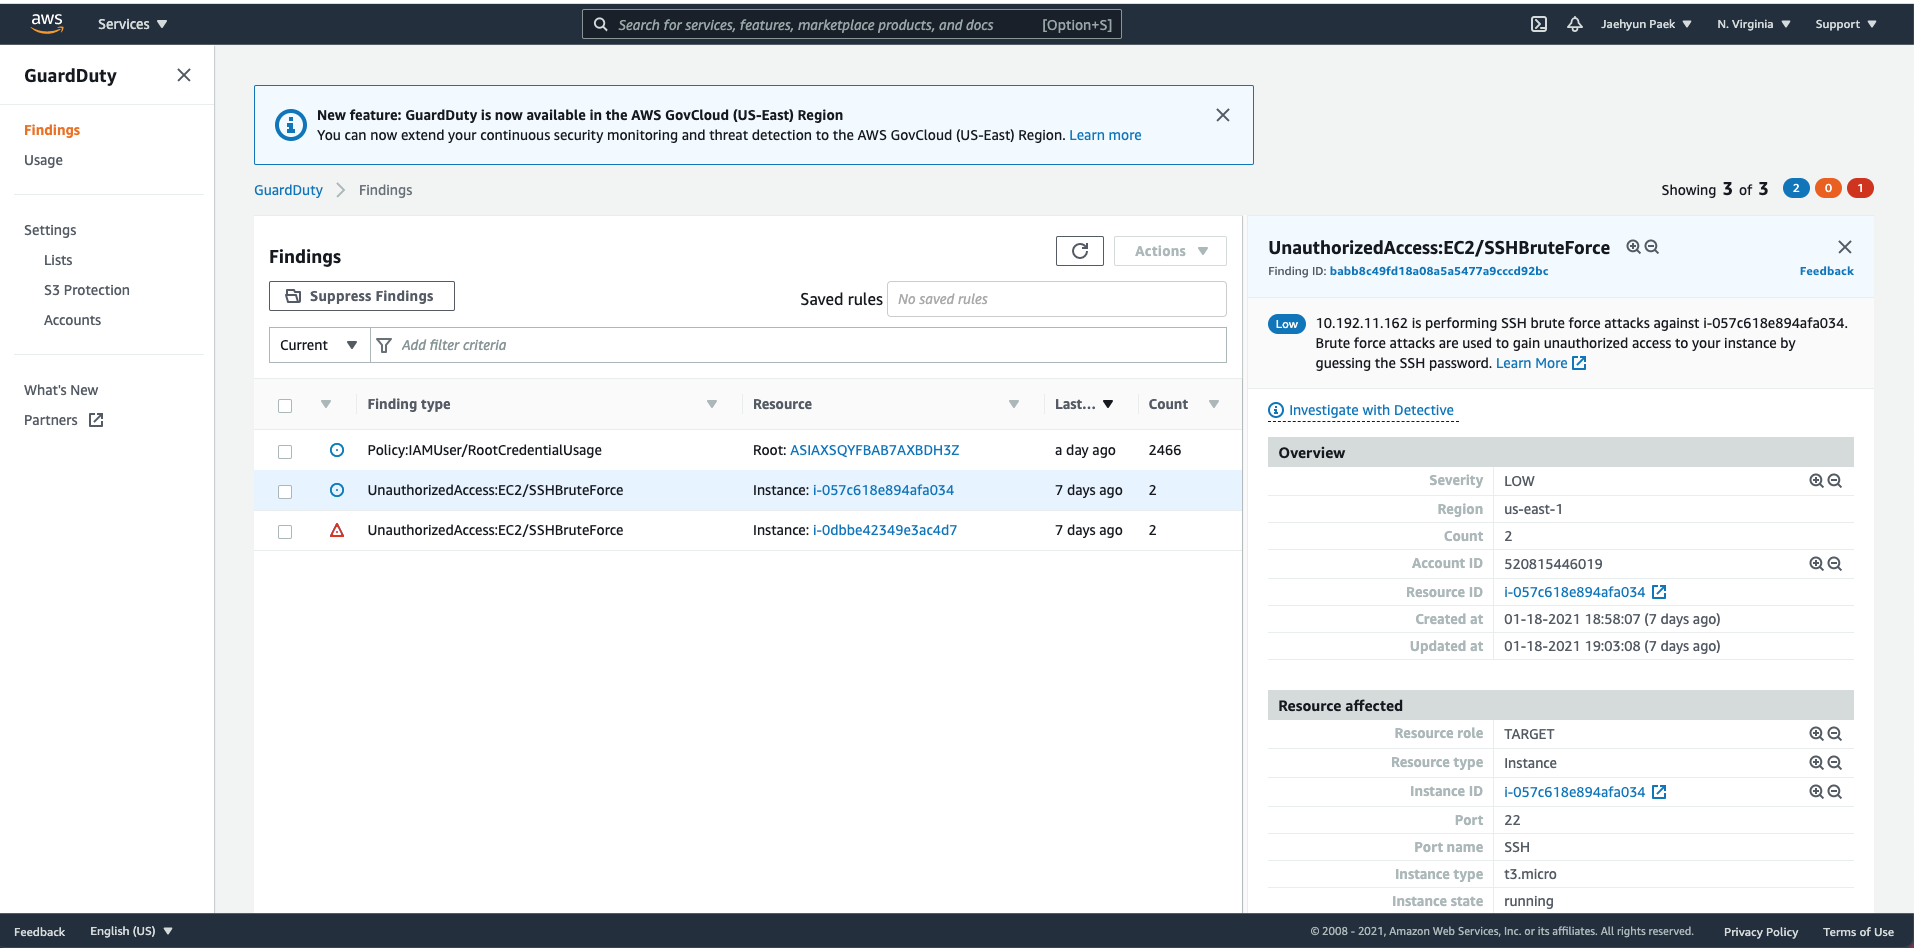 aws
Services
Search for services, features, marketplace products, and docs [Option+S]
Jaehyun Paek
N. Virginia
Support
GuardDuty
Findings
Usage
Settings
Lists
S3 Protection
Accounts
What's New
Partners
New feature: GuardDuty is now available in the AWS GovCloud (US-East) Region
You can now extend your continuous security monitoring and threat detection to the AWS GovCloud (US-East) Region. Learn more
GuardDuty > Findings
Showing 3 of 3 2 0 1
Findings
Actions
Suppress Findings
Saved rules No saved rules
Current Add filter criteria
Finding type Resource Last... Count
Policy:IAMUser/RootCredentialUsage Root: ASIAXSQYFBAB7AXBDH3Z a day ago 2466
UnauthorizedAccess:EC2/SSHBruteForce Instance: i-057c618e894afa034 7 days ago 2
UnauthorizedAccess:EC2/SSHBruteForce Instance: i-0dbbe42349e3ac4d7 7 days ago 2
UnauthorizedAccess:EC2/SSHBruteForce
Finding ID: babb8c49fd18a08a5a5477a9cccd92bc Feedback
Low 10.192.11.162 is performing SSH brute force attacks against i-057c618e894afa034.
Brute force attacks are used to gain unauthorized access to your instance by
guessing the SSH password. Learn More
Investigate with Detective
Overview
Severity LOW
Region us-east-1
Count 2
Account ID 520815446019
Resource ID i-057c618e894afa034
Created at 01-18-2021 18:58:07 (7 days ago)
Updated at 01-18-2021 19:03:08 (7 days ago)
Resource affected
Resource role TARGET
Resource type Instance
Instance ID i-057c618e894afa034
Port 22
Port name SSH
Instance type t3.micro
Instance state running
Feedback English (US)
© 2008 - 2021, Amazon Web Services, Inc. or its affiliates. All rights reserved. Privacy Policy Terms of Use